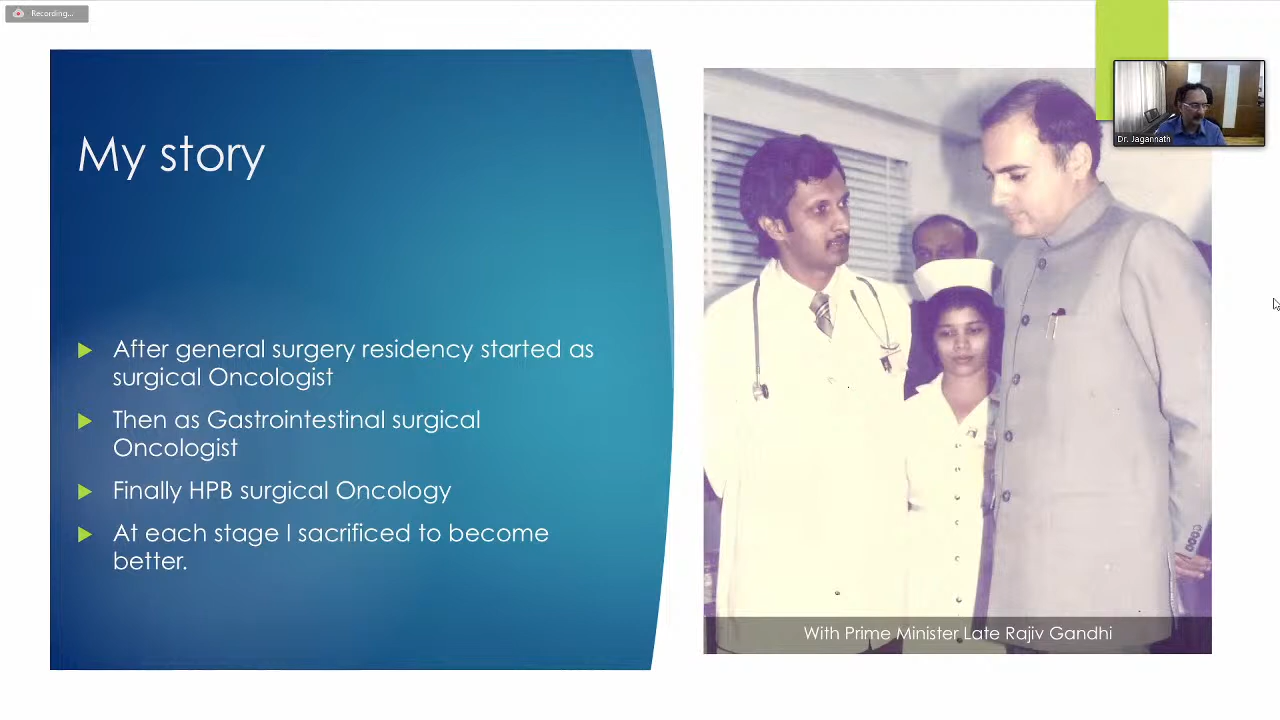 Recording...
My story
After general surgery residency started as
surgical Oncologist
Then as Gastrointestinal surgical
Oncologist
Finally HPB surgical Oncology
At each stage I sacrificed to become
better.
Dr. Jagannath
With Prime Minister Late Rajiv Gandhi